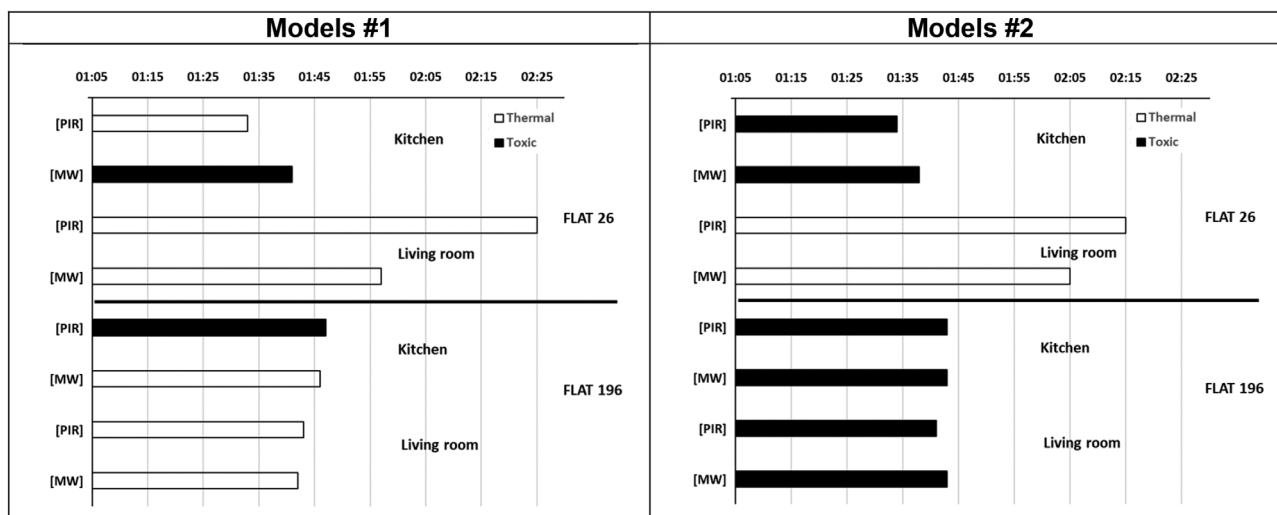 Models #1
01:05 01:15 01:25 01:35 01:45 01:55 02:05 02:15 02:25
Thermal
[PIR]
Kitchen
Toxic
[MW]
[PIR]
FLAT 26
Living room
[MW]
[PIR]
Kitchen
[MW]
FLAT 196
[PIR]
Living room
[MW]
Models #2
01:05 01:15 01:25 01:35 01:45 01:55 02:05 02:15 02:25
Thermal
[PIR]
Kitchen
Toxic
[MW]
[PIR]
FLAT 26
Living room
[MW]
[PIR]
Kitchen
[MW]
FLAT 196
[PIR]
Living room
[MW]